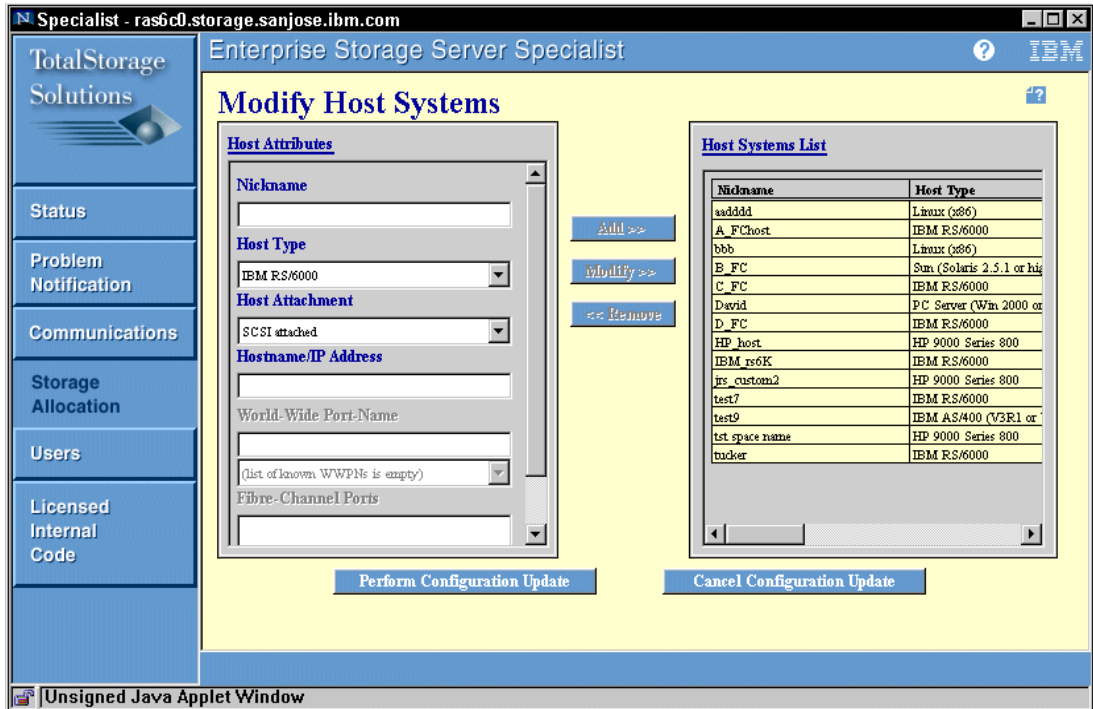 Specialist - ras6c0.storage.sanjose.ibm.com
TotalStorage
Solutions
Enterprise Storage Server Specialist
?
IBM
Status
Problem
Notification
Communications
Storage
Allocation
Users
Licensed
Internal
Code
Modify Host Systems
?
Host Attributes
Nickname
Host Type
IBM RS/6000
Host Attachment
SCSI attached
Hostname/IP Address
World-Wide Port-Name
(list of known WWPNs is empty)
Fibre-Channel Ports
Add >>
Modify >>
<< Remove
Host Systems List
Nickname Host Type
aadddd Linux (x86)
A_FChost IBM RS/6000
bbb Linux (x86)
B_FC Sun (Solaris 2.5.1 or hig
C_FC IBM RS/6000
David PC Server (Win 2000 or
D_FC IBM RS/6000
HP_host HP 9000 Series 800
IBM_rs6K IBM RS/6000
jrs_custom2 HP 9000 Series 800
test7 IBM RS/6000
test9 IBM AS/400 (V3R1 or
tst space name HP 9000 Series 800
tucker IBM RS/6000
Perform Configuration Update
Cancel Configuration Update
Unsigned Java Applet Window